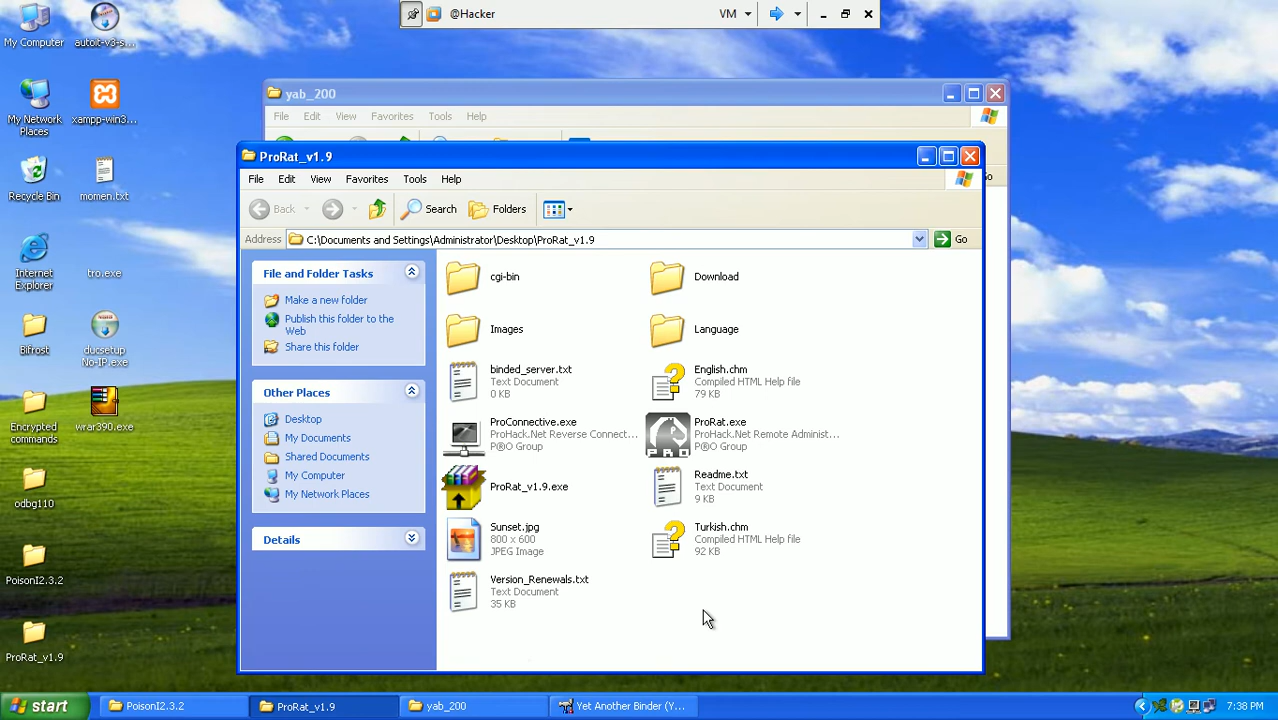 @Hacker
VM
My Computer
autoit-v3-s...
My Network
Places
xampp-win3...
Recycle Bin
momen.txt
Internet
Explorer
tro.exe
Bifrost
ducsetup
No-IP.exe
Encrypted
commands
wrar390.exe
odbg110
PoisonI2.3.2
ProRat_v1.9
yab_200
File Edit View Favorites Tools Help
Go
ProRat_v1.9
File Edit View Favorites Tools Help
Back Search Folders
Address C:\Documents and Settings\Administrator\Desktop\ProRat_v1.9 Go
File and Folder Tasks
Make a new folder
Publish this folder to the
Web
Share this folder
Other Places
Desktop
My Documents
Shared Documents
My Computer
My Network Places
Details
cgi-bin
Download
Images
Language
binded_server.txt
Text Document
0 KB
English.chm
Compiled HTML Help file
79 KB
ProConnective.exe
ProHack.Net Reverse Connect...
P®O Group
ProRat.exe
ProHack.Net Remote Administ...
P®O Group
PRO
ProRat_v1.9.exe
Readme.txt
Text Document
9 KB
Sunset.jpg
800 x 600
JPEG Image
Turkish.chm
Compiled HTML Help file
92 KB
Version_Renewals.txt
Text Document
35 KB
start
PoisonI2.3.2
ProRat_v1.9
yab_200
Yet Another Binder (Y...
7:38 PM